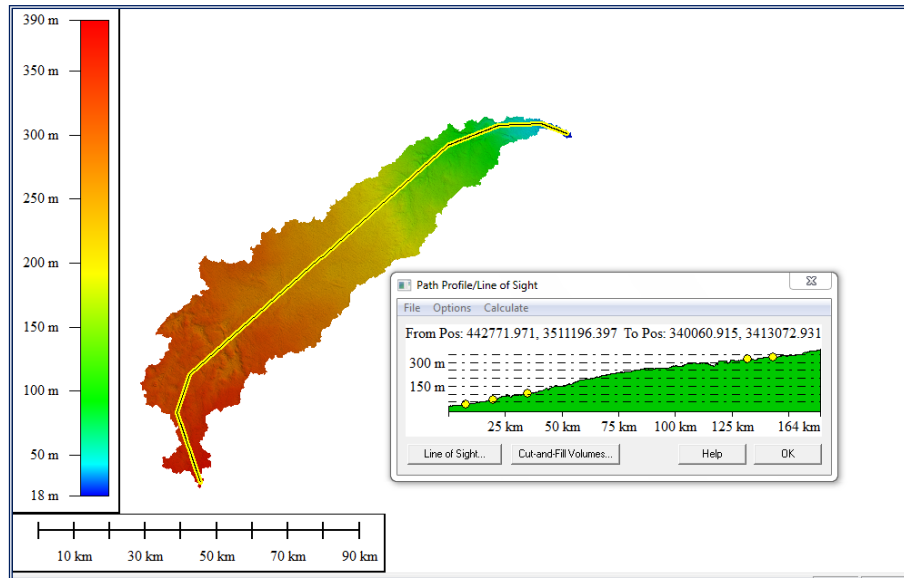 390 m
350 m
300 m
250 m
200 m
150 m
100 m
50 m
18 m
10 km 30 km 50 km 70 km 90 km
Path Profile/Line of Sight
File Options Calculate
From Pos: 442771.971, 3511196.397 To Pos: 340060.915, 3413072.931
300 m
150 m
25 km 50 km 75 km 100 km 125 km 164 km
Line of Sight... Cut-and-Fill Volumes... Help OK